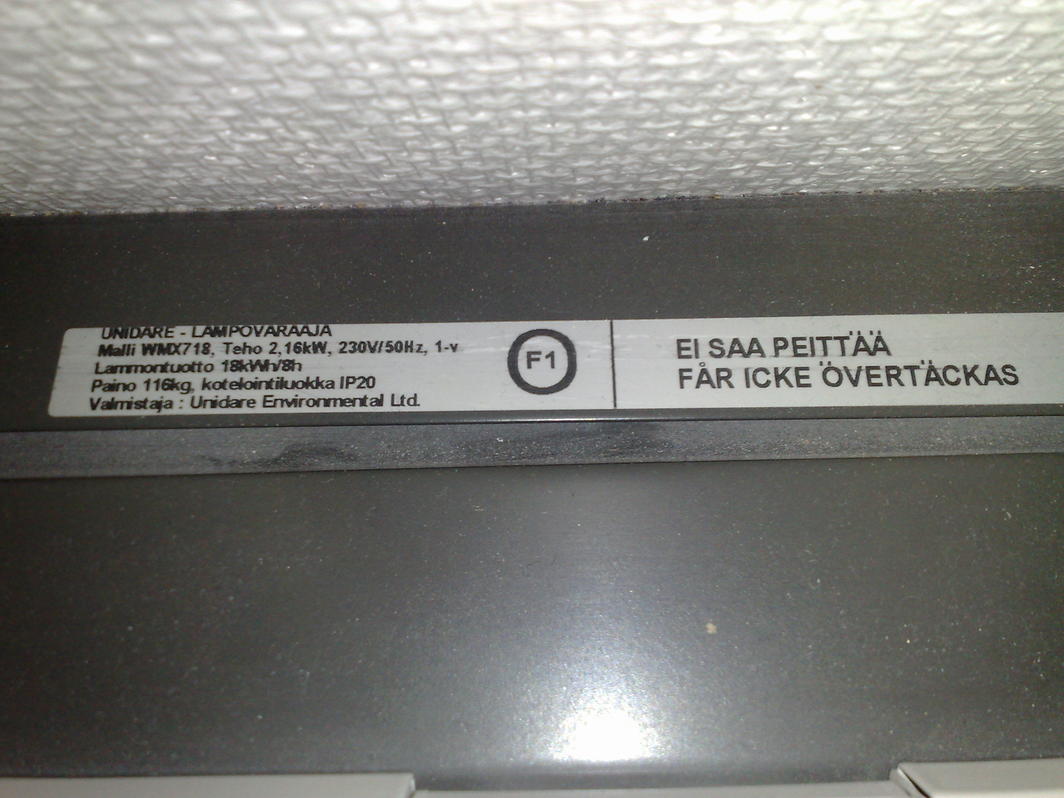 UNIDARE - LAMPOVARAAJA
Malli WMX718, Teho 2,16kW, 230V/50Hz, 1-v
Lammontuotto 18kWh/8h
Paino 116kg, kotelointiluokka IP20
Valmistaja : Unidare Environmental Ltd.
F1
EI SAA PEITTÄÄ
FÅR ICKE ÖVERTÄCKAS